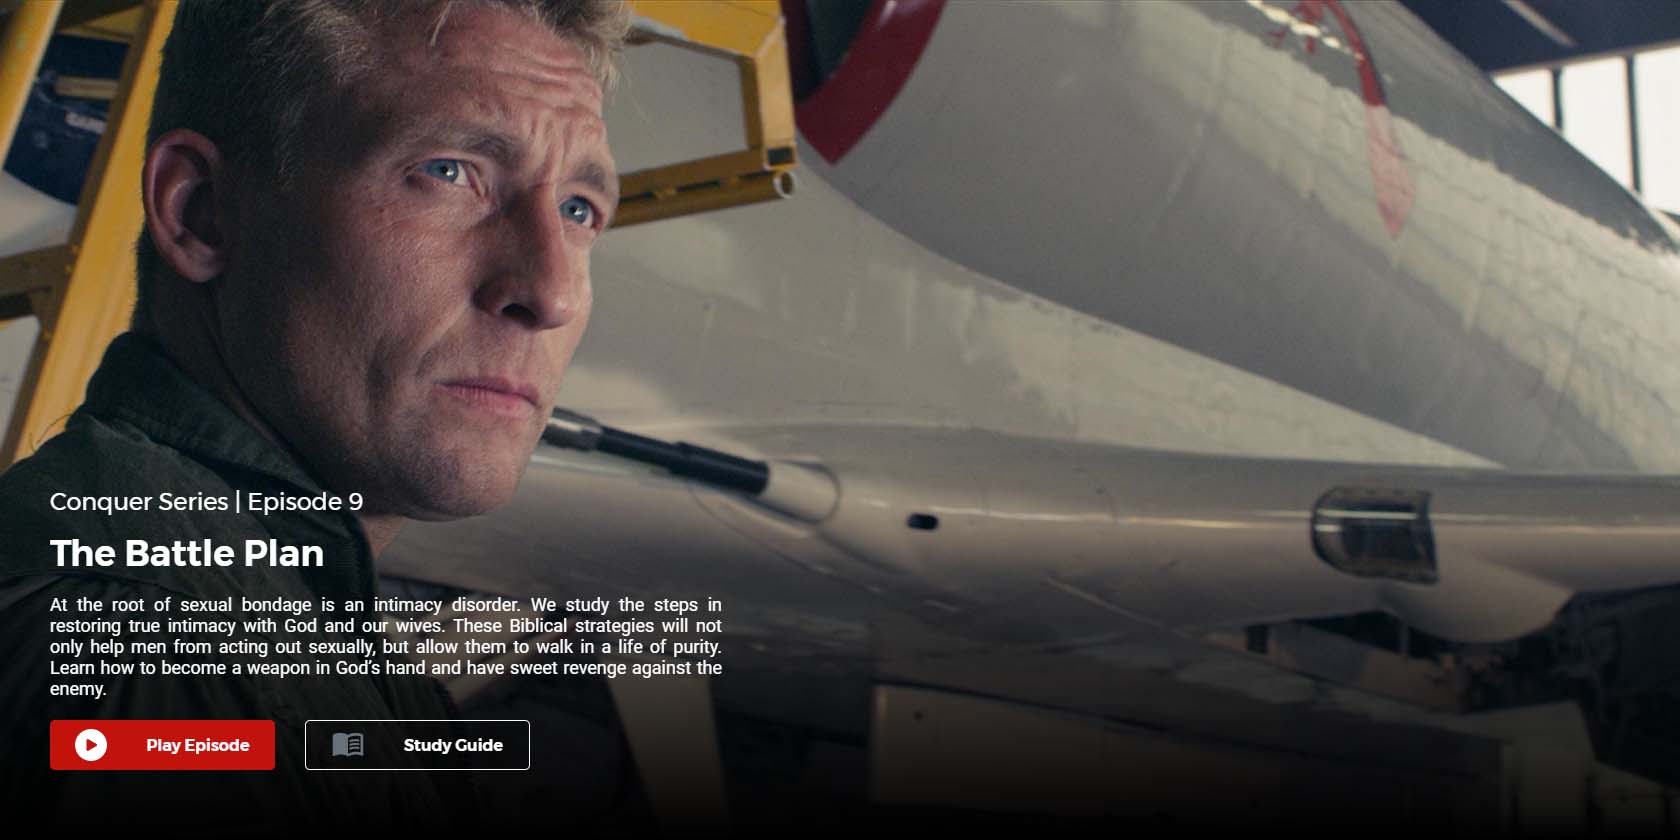 Conquer Series | Episode 9
The Battle Plan
At the root of sexual bondage is an intimacy disorder. We study the steps in
restoring true intimacy with God and our wives. These Biblical strategies will not
only help men from acting out sexually, but allow them to walk in a life of purity.
Learn how to become a weapon in God’s hand and have sweet revenge against the
enemy.
Play Episode
Study Guide